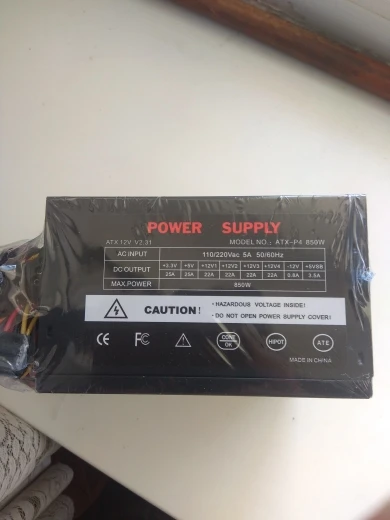 POWER SUPPLY
ATX 12V V2.31 MODEL NO.: ATX-P4 850W
AC INPUT 110/220Vac 5A 50/60Hz
DC OUTPUT +3.3V +5V +12V1 +12V2 +12V3 +12V4 -12V +5VSB
25A 25A 22A 22A 22A 22A 0.8A 3.5A
MAX.POWER 850W
CAUTION! • HAZARDOUS VOLTAGE INSIDE!
• DO NOT OPEN POWER SUPPLY COVER!
CE FC CONT OK HIPOT ATE
MADE IN CHINA